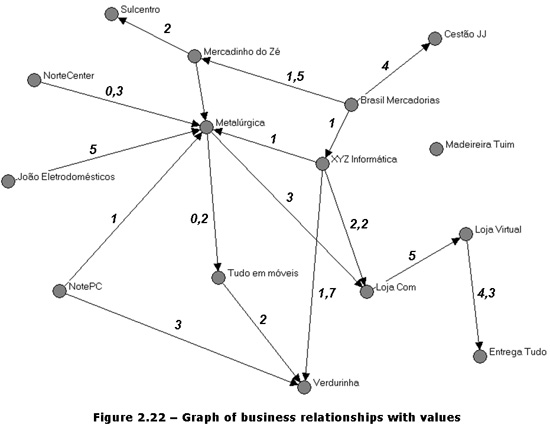 Sulcentro
2
Mercadinho do Zé
Cestão JJ
4
1,5
NorteCenter
0,3
Brasil Mercadorias
1
Metalúrgica
Madeireira Tuim
5
1
XYZ Informática
João Eletrodomésticos
3
1
0,2
2,2
Loja Virtual
5
Tudo em móveis
NotePC
1,7
Loja Com
4,3
3
2
Entrega Tudo
Verdurinha
Figure 2.22 – Graph of business relationships with values